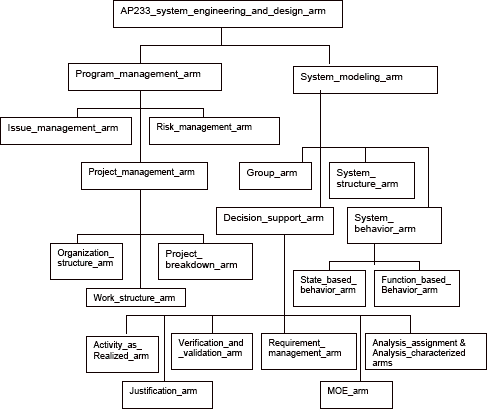 AP233_system_engineering_and_design_arm
Program_management_arm
System_modeling_arm
Issue_management_arm
Risk_management_arm
Project_management_arm
Group_arm
System_
structure_arm
Decision_support_arm
System_
behavior_arm
Organization_
structure_arm
Project_
breakdown_arm
Work_structure_arm
State_based_
behavior_arm
Function_based_
Behavior_arm
Activity_as_
Realized_arm
Verification_and
_validation_arm
Requirement_
management_arm
Analysis_assignment &
Analysis_characterized
arms
Justification_arm
MOE_arm